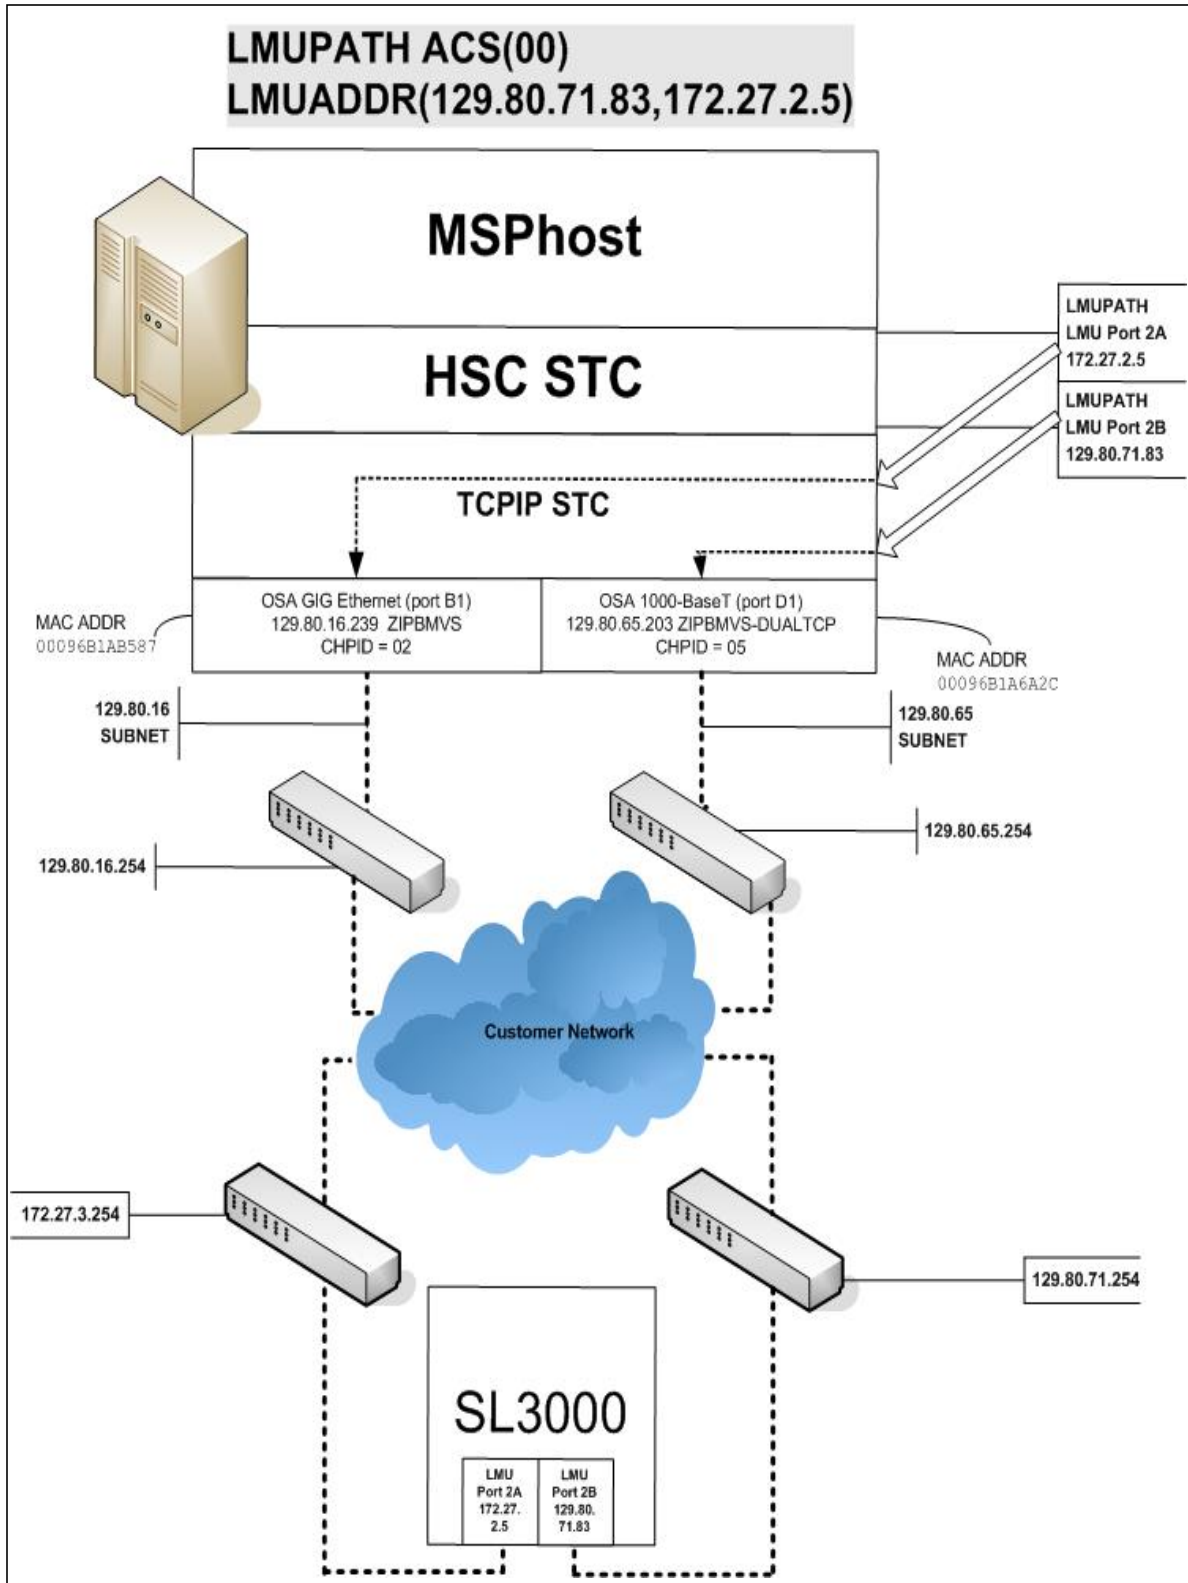 LMUPATH ACS(00)
LMUADDR(129.80.71.83,172.27.2.5)
MSPhost
HSC STC
LMUPATH
LMU Port 2A
172.27.2.5
LMUPATH
LMU Port 2B
129.80.71.83
TCPIP STC
OSA GIG Ethernet (port B1)
129.80.16.239 ZIPBMVS
CHPID = 02
OSA 1000-BaseT (port D1)
129.80.65.203 ZIPBMVS-DUALTCP
CHPID = 05
MAC ADDR
00096B1AB587
MAC ADDR
00096B1A6A2C
129.80.16
SUBNET
129.80.65
SUBNET
129.80.16.254
129.80.65.254
Customer Network
172.27.3.254
129.80.71.254
SL3000
LMU
Port 2A
172.27.
2.5
LMU
Port 2B
129.80.
71.83